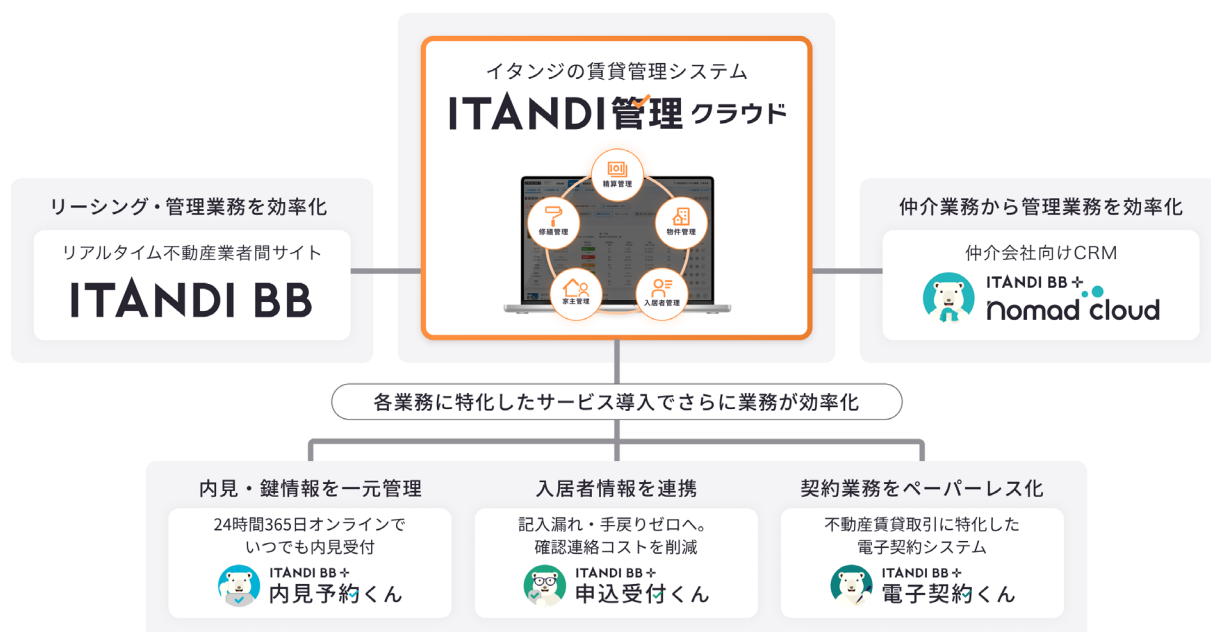 イタンジの賃貸管理システム
ITANDI管理クラウド
精算管理
修繕管理
物件管理
家主管理
入居者管理
リーシング・管理業務を効率化
リアルタイム不動産業者間サイト
ITANDI BB
仲介業務から管理業務を効率化
仲介会社向けCRM
ITANDI BB +
nomad cloud
各業務に特化したサービス導入でさらに業務が効率化
内見・鍵情報を一元管理
24時間365日オンラインで
いつでも内見受付
ITANDI BB +
内見予約くん
入居者情報を連携
記入漏れ・手戻りゼロへ。
確認連絡コストを削減
ITANDI BB +
申込受付くん
契約業務をペーパーレス化
不動産賃貸取引に特化した
電子契約システム
ITANDI BB +
電子契約くん